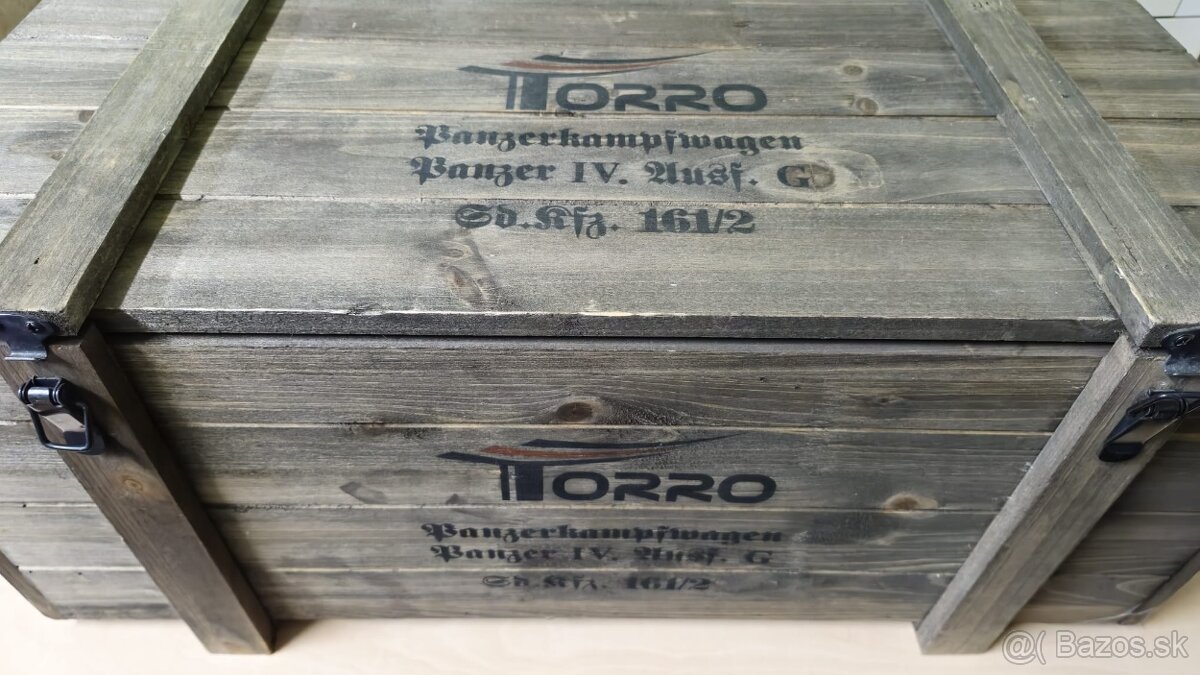 TORRO
Panzerkampfwagen
Panzer IV. Ausf. G
Sd.Kfz. 161/2
TORRO
Panzerkampfwagen
Panzer IV. Ausf. G
Sd.Kfz. 161/2
@( Bazos.sk